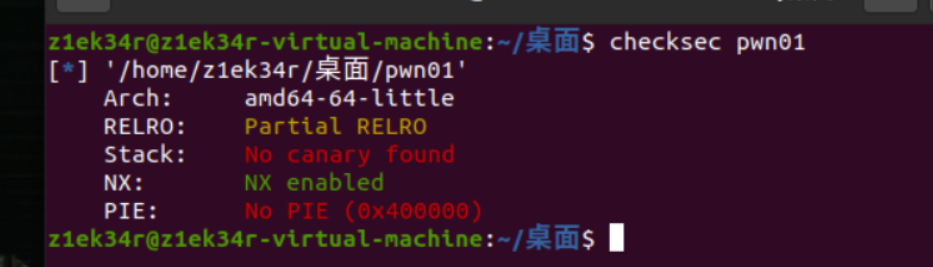 z1ek34r@z1ek34r-virtual-machine:~/桌面$ checksec pwn01
[*] '/home/z1ek34r/桌面/pwn01'
Arch: amd64-64-little
RELRO: Partial RELRO
Stack: No canary found
NX: NX enabled
PIE: No PIE (0x400000)
z1ek34r@z1ek34r-virtual-machine:~/桌面$